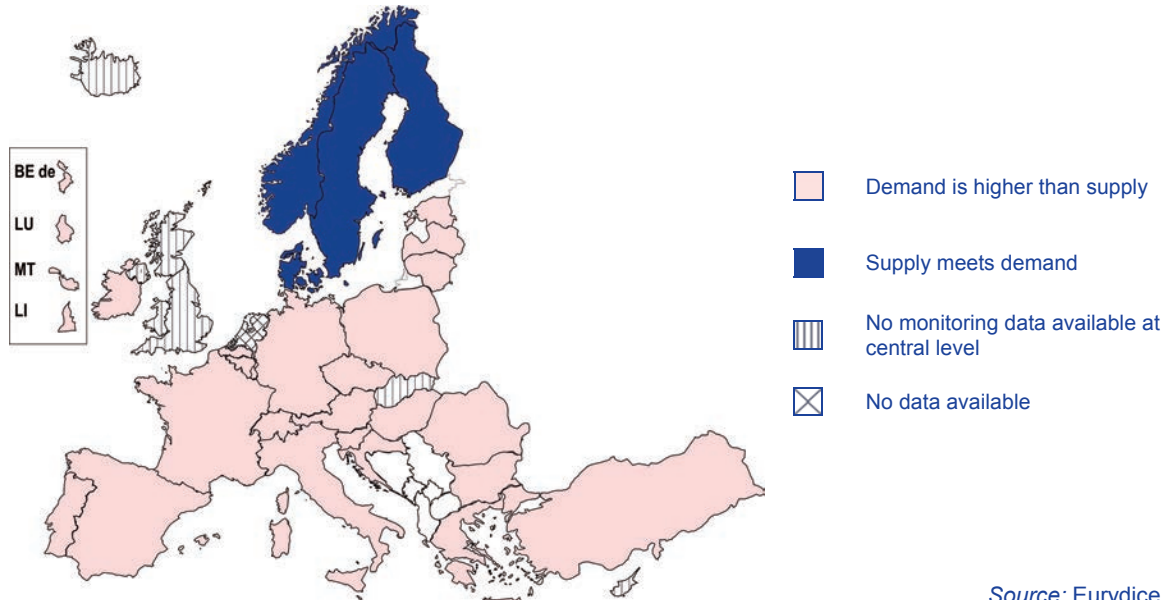 BE de
LU
MT
LI
Demand is higher than supply
Supply meets demand
No monitoring data available at
central level
No data available
Source: Eurydice